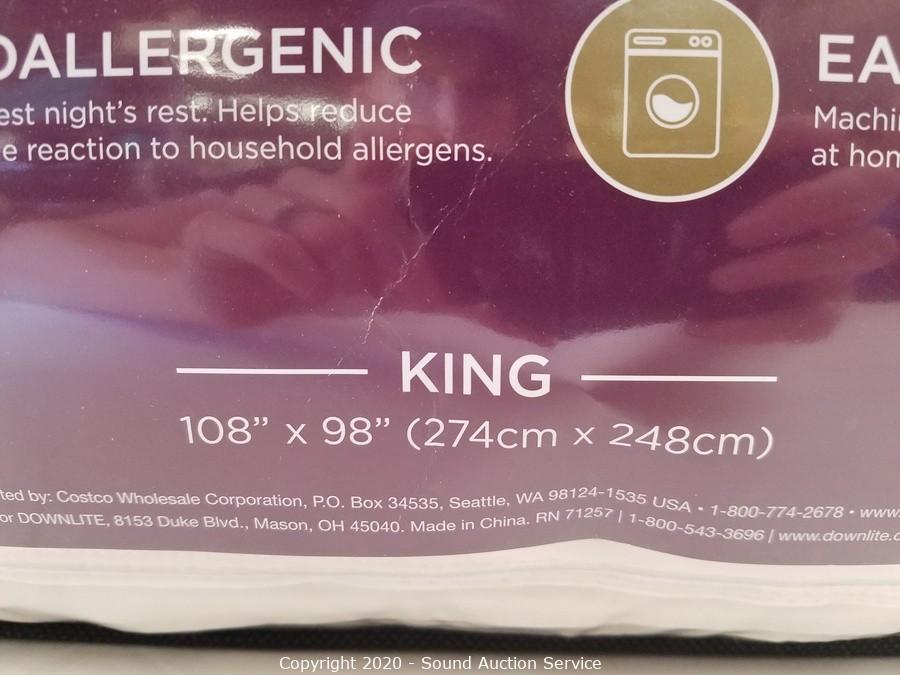 OALLERGENIC
est night's rest. Helps reduce
e reaction to household allergens.
EA
Machi
at hom
KING
108" x 98" (274cm x 248cm)
ted by: Costco Wholesale Corporation, P.O. Box 34535, Seattle, WA 98124-1535 USA • 1-800-774-2678 • www.
or DOWNLITE, 8153 Duke Blvd., Mason, OH 45040. Made in China. RN 71257 | 1-800-543-3696 | www.downlite.c
Copyright 2020 - Sound Auction Service